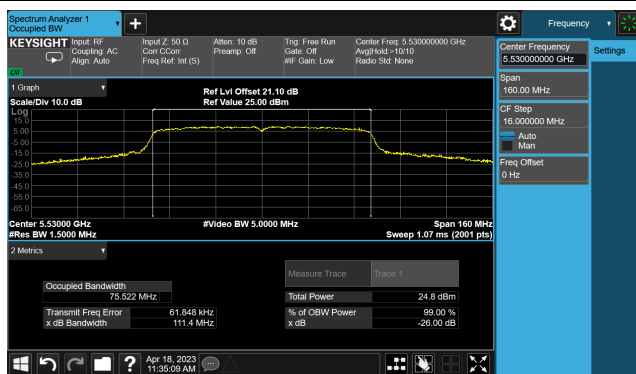 Spectrum Analyzer 1
Occupied BW
Frequency
KEYSIGHT Input: RF Input Z: 50 Ω Atten: 10 dB Trig: Free Run Center Freq: 5.530000000 GHz
Coupling: AC Corr CCorr Preamp: Off Gate: Off Avg|Hold:>10/10
Align: Auto Freq Ref: Int (S) #IF Gain: Low Radio Std: None
Center Frequency
5.530000000 GHz
Settings
Span
160.00 MHz
CF Step
16.000000 MHz
Auto
Man
Freq Offset
0 Hz
1 Graph
Ref Lvl Offset 21.10 dB
Scale/Div 10.0 dB Ref Value 25.00 dBm
Log
15.0
5.00
-5.00
-15.0
-25.0
-35.0
-45.0
-55.0
-65.0
Center 5.53000 GHz #Video BW 5.0000 MHz Span 160 MHz
#Res BW 1.5000 MHz Sweep 1.07 ms (2001 pts)
2 Metrics
Measure Trace Trace 1
Occupied Bandwidth
75.522 MHz Total Power 24.8 dBm
Transmit Freq Error 61.848 kHz % of OBW Power 99.00 %
x dB Bandwidth 111.4 MHz x dB -26.00 dB
Apr 18, 2023
11:35:09 AM